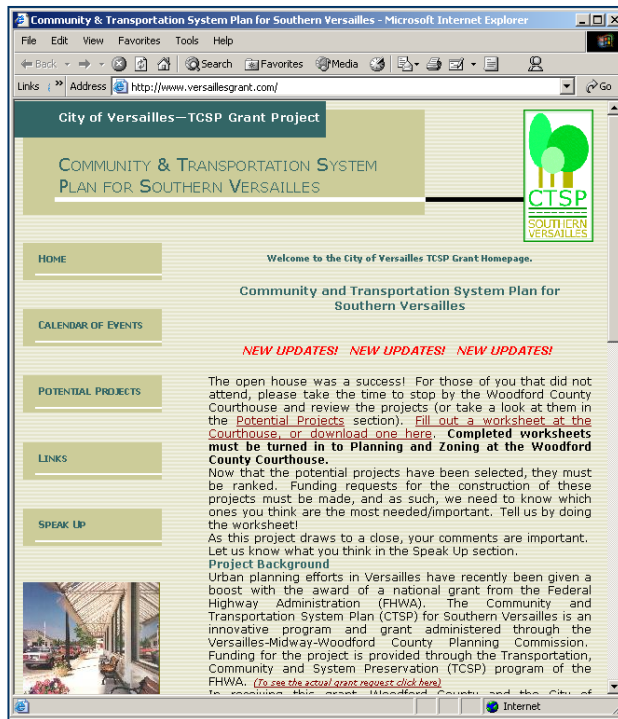 Community & Transportation System Plan for Southern Versailles - Microsoft Internet Explorer
File Edit View Favorites Tools Help
Back Search Favorites Media
Links » Address http://www.versaillesgrant.com/ Go
City of Versailles—TCSP Grant Project
Community & Transportation System
Plan for Southern Versailles
CTSP
SOUTHERN
VERSAILLES
Home
Calendar of Events
Potential Projects
Links
Speak Up
Welcome to the City of Versailles TCSP Grant Homepage.
Community and Transportation System Plan for
Southern Versailles
NEW UPDATES! NEW UPDATES! NEW UPDATES!
The open house was a success! For those of you that did not
attend, please take the time to stop by the Woodford County
Courthouse and review the projects (or take a look at them in
the Potential Projects section). Fill out a worksheet at the
Courthouse, or download one here. Completed worksheets
must be turned in to Planning and Zoning at the Woodford
County Courthouse.
Now that the potential projects have been selected, they must
be ranked. Funding requests for the construction of these
projects must be made, and as such, we need to know which
ones you think are the most needed/important. Tell us by doing
the worksheet!
As this project draws to a close, your comments are important.
Let us know what you think in the Speak Up section.
Project Background
Urban planning efforts in Versailles have recently been given a
boost with the award of a national grant from the Federal
Highway Administration (FHWA). The Community and
Transportation System Plan (CTSP) for Southern Versailles is an
innovative program and grant administered through the
Versailles-Midway-Woodford County Planning Commission.
Funding for the project is provided through the Transportation,
Community and System Preservation (TCSP) program of the
FHWA. (To see the actual grant request click here)
In receiving this grant, Woodford County and the City of
Internet